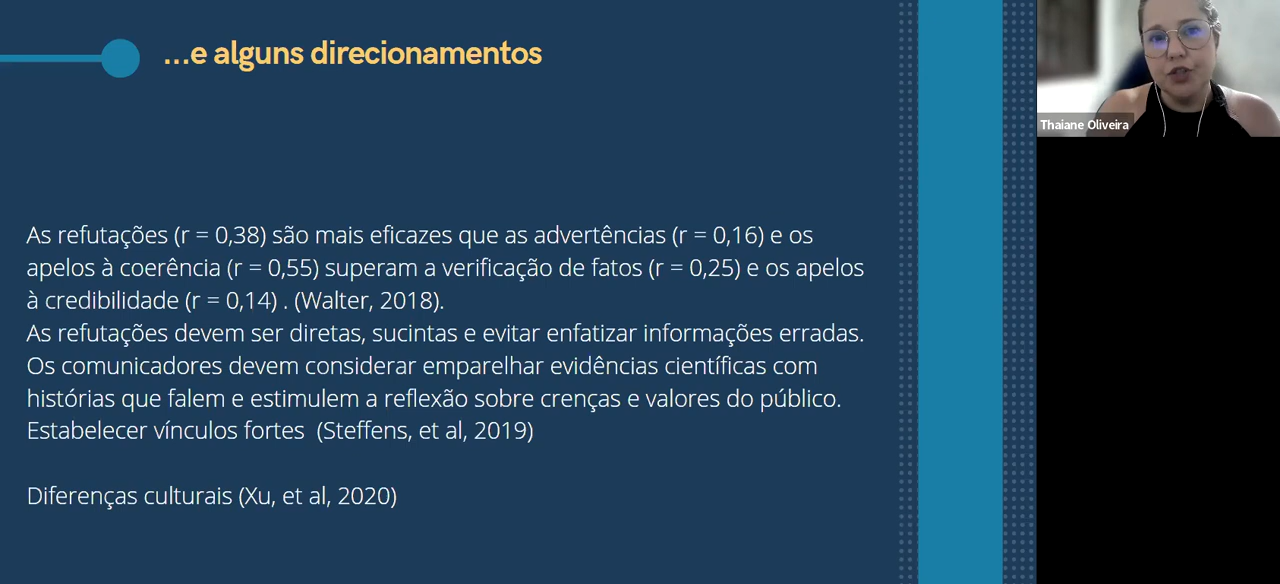 ...e alguns direcionamentos
Thaiane Oliveira
As refutações (r = 0,38) são mais eficazes que as advertências (r = 0,16) e os
apelos à coerência (r = 0,55) superam a verificação de fatos (r = 0,25) e os apelos
à credibilidade (r = 0,14) . (Walter, 2018).
As refutações devem ser diretas, sucintas e evitar enfatizar informações erradas.
Os comunicadores devem considerar emparelhar evidências científicas com
histórias que falem e estimulem a reflexão sobre crenças e valores do público.
Estabelecer vínculos fortes  (Steffens, et al, 2019)
Diferenças culturais (Xu, et al, 2020)